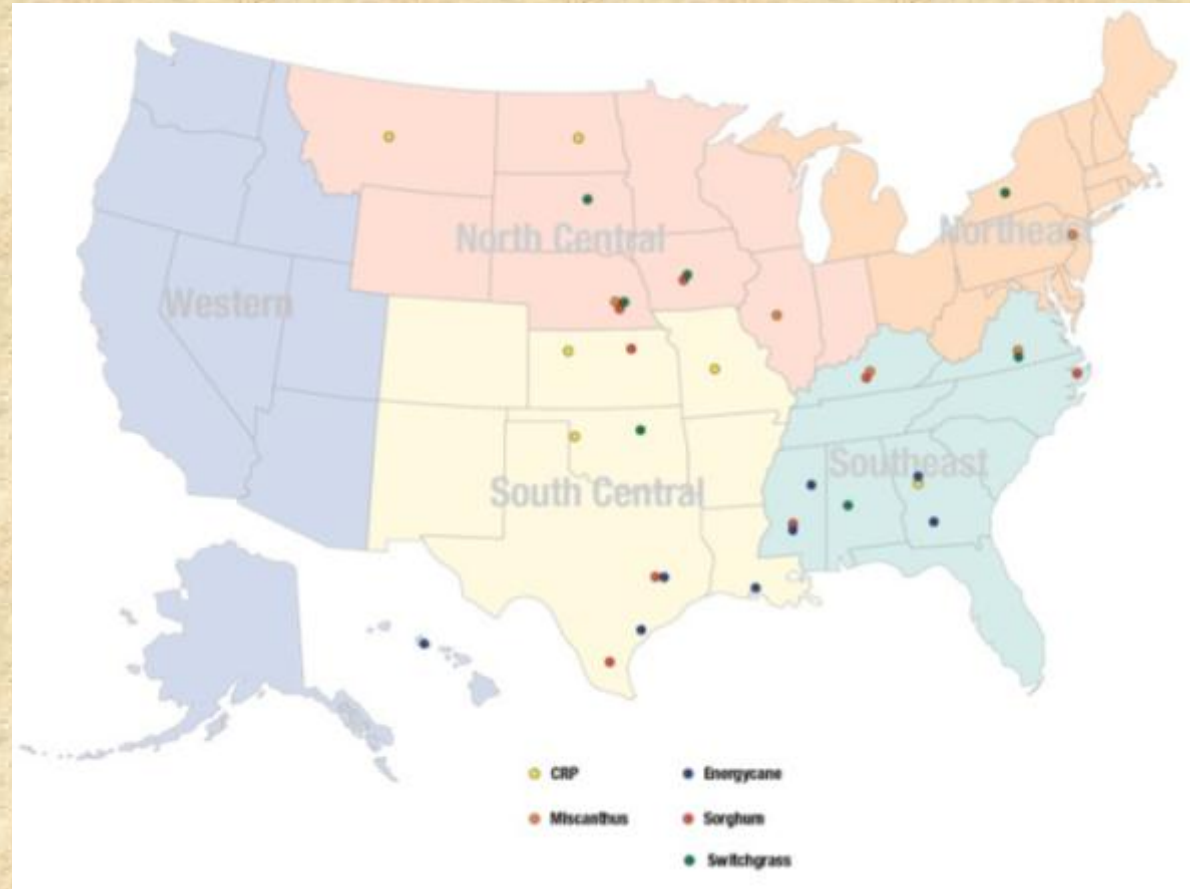 North Central
Northeast
Western
Southeast
South Central
CRP
Energycane
Miscanthus
Sorghum
Switchgrass